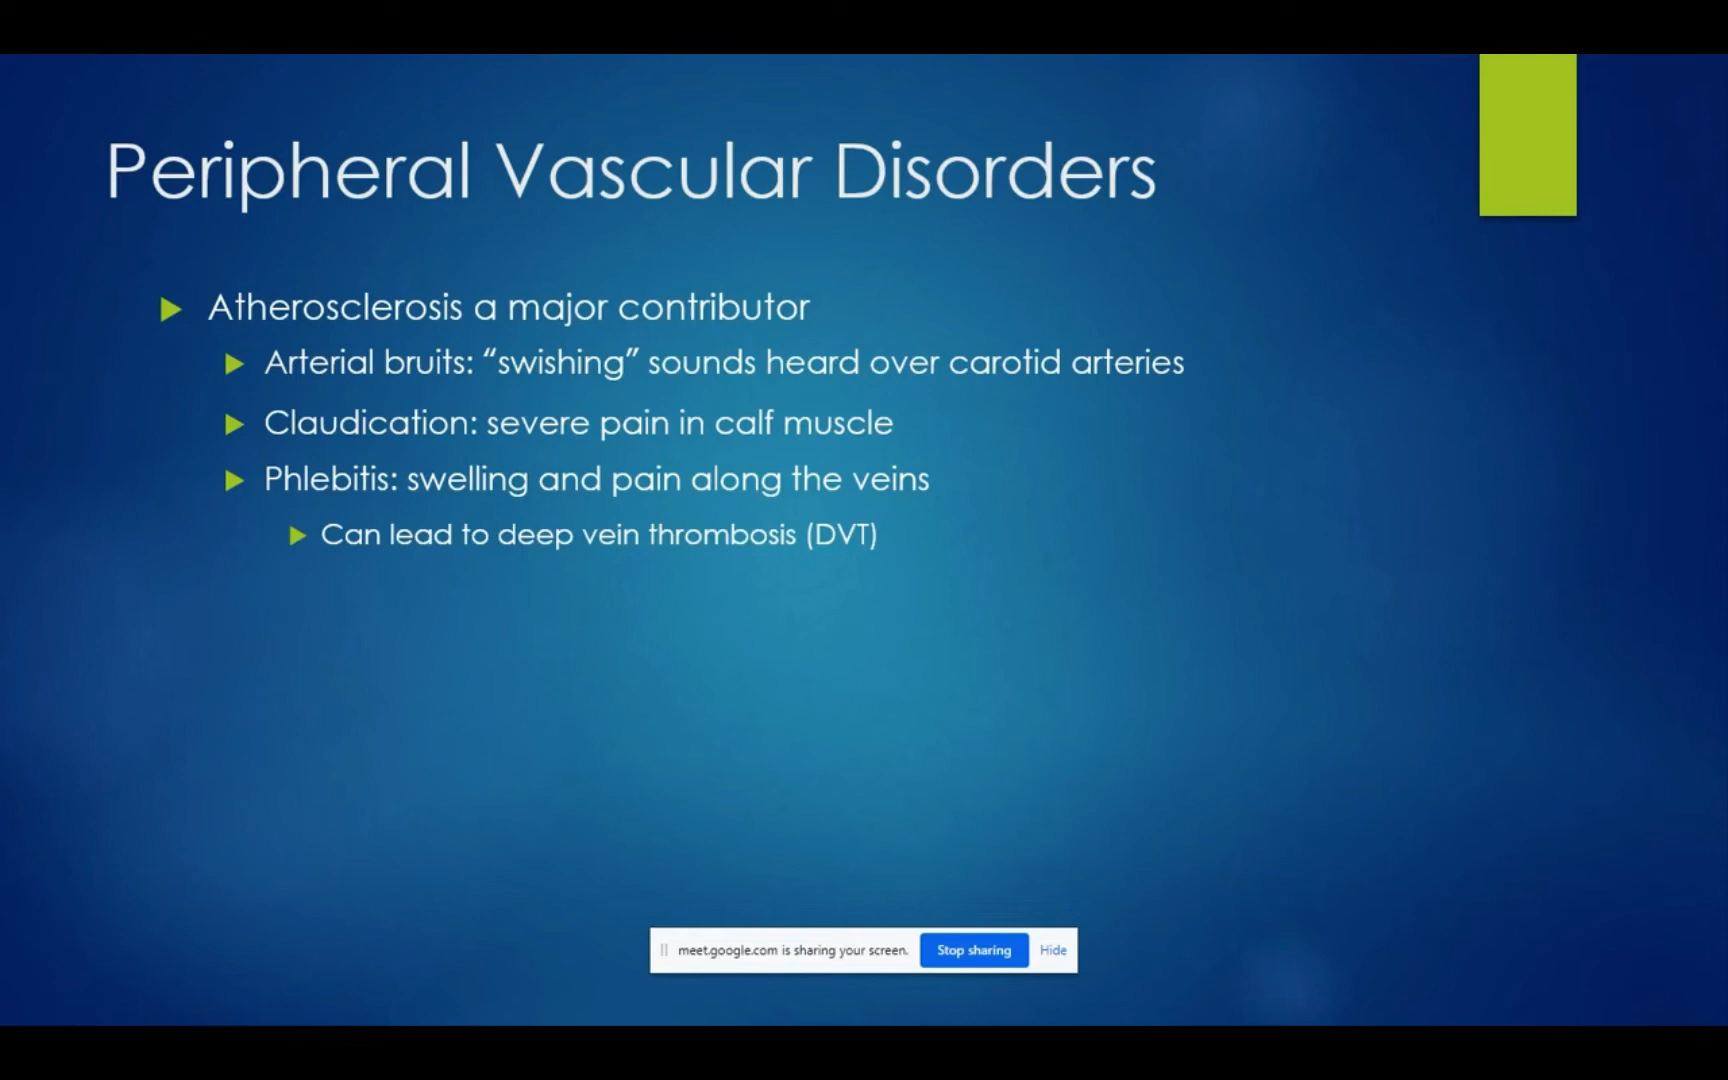 Peripheral Vascular Disorders
Atherosclerosis a major contributor
Arterial bruits: “swishing” sounds heard over carotid arteries
Claudication: severe pain in calf muscle
Phlebitis: swelling and pain along the veins
Can lead to deep vein thrombosis (DVT)
meet.google.com is sharing your screen. Stop sharing Hide